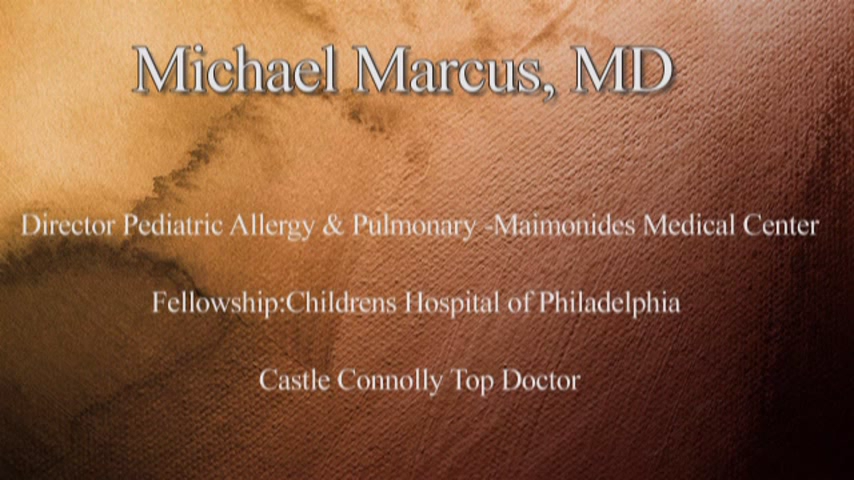 Michael Marcus, MD
Director Pediatric Allergy & Pulmonary -Maimonides Medical Center
Fellowship:Childrens Hospital of Philadelphia
Castle Connolly Top Doctor